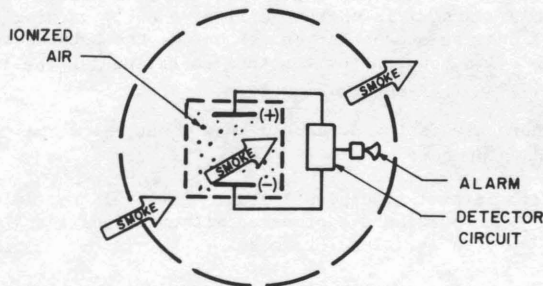 IONIZED
AIR
SMOKE
(+)
SMOKE
(-)
SMOKE
ALARM
DETECTOR
CIRCUIT